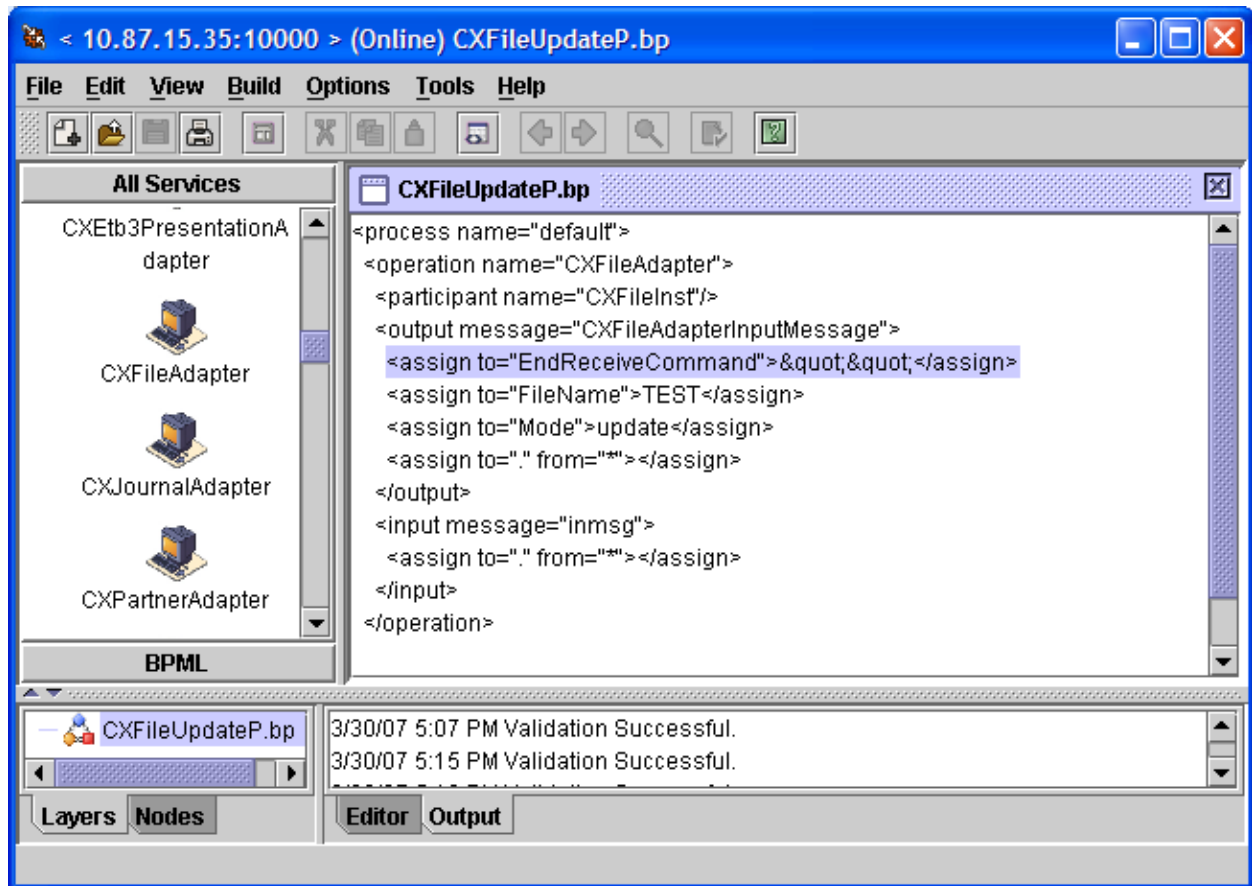 < 10.87.15.35:10000 > (Online) CXFileUpdateP.bp
File Edit View Build Options Tools Help
All Services
CXEtb3PresentationA
dapter
CXFileAdapter
CXJournalAdapter
CXPartnerAdapter
BPML
CXFileUpdateP.bp
<process name="default">
<operation name="CXFileAdapter">
<participant name="CXFileInst"/>
<output message="CXFileAdapterInputMessage">
<assign to="EndReceiveCommand">&quot;&quot;</assign>
<assign to="FileName">TEST</assign>
<assign to="Mode">update</assign>
<assign to="." from="*"></assign>
</output>
<input message="inmsg">
<assign to="." from="*"></assign>
</input>
</operation>
CXFileUpdateP.bp
Layers Nodes
3/30/07 5:07 PM Validation Successful.
3/30/07 5:15 PM Validation Successful.
Editor Output